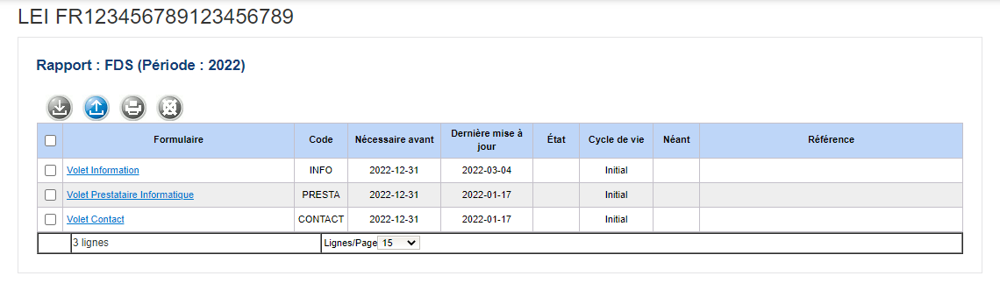 LEI FR123456789123456789
Rapport : FDS (Période : 2022)
Formulaire Code Nécessaire avant Dernière mise à jour État Cycle de vie Néant Référence
Volet Information INFO 2022-12-31 2022-03-04 Initial
Volet Prestataire Informatique PRESTA 2022-12-31 2022-01-17 Initial
Volet Contact CONTACT 2022-12-31 2022-01-17 Initial
3 lignes Lignes/Page 15